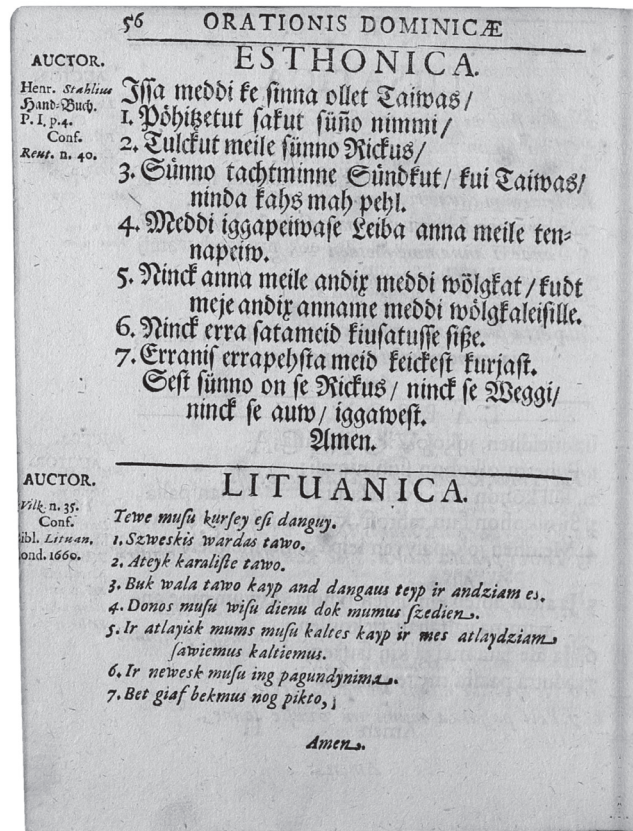 56 ORATIONIS DOMINICÆ
ESTHONICA.
AUCTOR.
Henr. Stahlius
Hand-Buch.
P. I, p. 4.
Conf.
Reut. n. 40.
Issa meddi ke sinna ollet Taiwas/
1. Pöhitzetut sakut süño nimmi/
2. Tulckut meile sünno Rickus/
3. Sünno tachtminne Sündkut/ kui Taiwas/
ninda kahs mah pehl.
4. Meddi iggapeiwase Leiba anna meile ten-
napeiw.
5. Ninck anna meile andix meddi wölgkat/ kudt
meje andix anname meddi wölgkaleisille.
6. Ninck erra satameid kiusatusse siße.
7. Erranis errapehsta meid keickest kurjast.
Sest sünno on se Rickus/ ninck se Weggi/
ninck se auw/ iggawest.
Amen.
LITUANICA.
AUCTOR.
Vilk. n. 35.
Conf.
ibl. Lituan.
ond. 1660.
Tewe musu kursey esi danguy.
1. Szweskis wardas tawo.
2. Ateyk karaliste tawo.
3. Buk wala tawo kayp and dangaus teyp ir andziam es.
4. Donos musu wisu dienu dok mumus szedien.
5. Ir atlayisk mums musu kaltes kayp ir mes atlaydziam
sawiemus kaltiemus.
6. Ir newesk musu ing pagundynima.
7. Bet giaf bekmus nog pikto,
Amen.